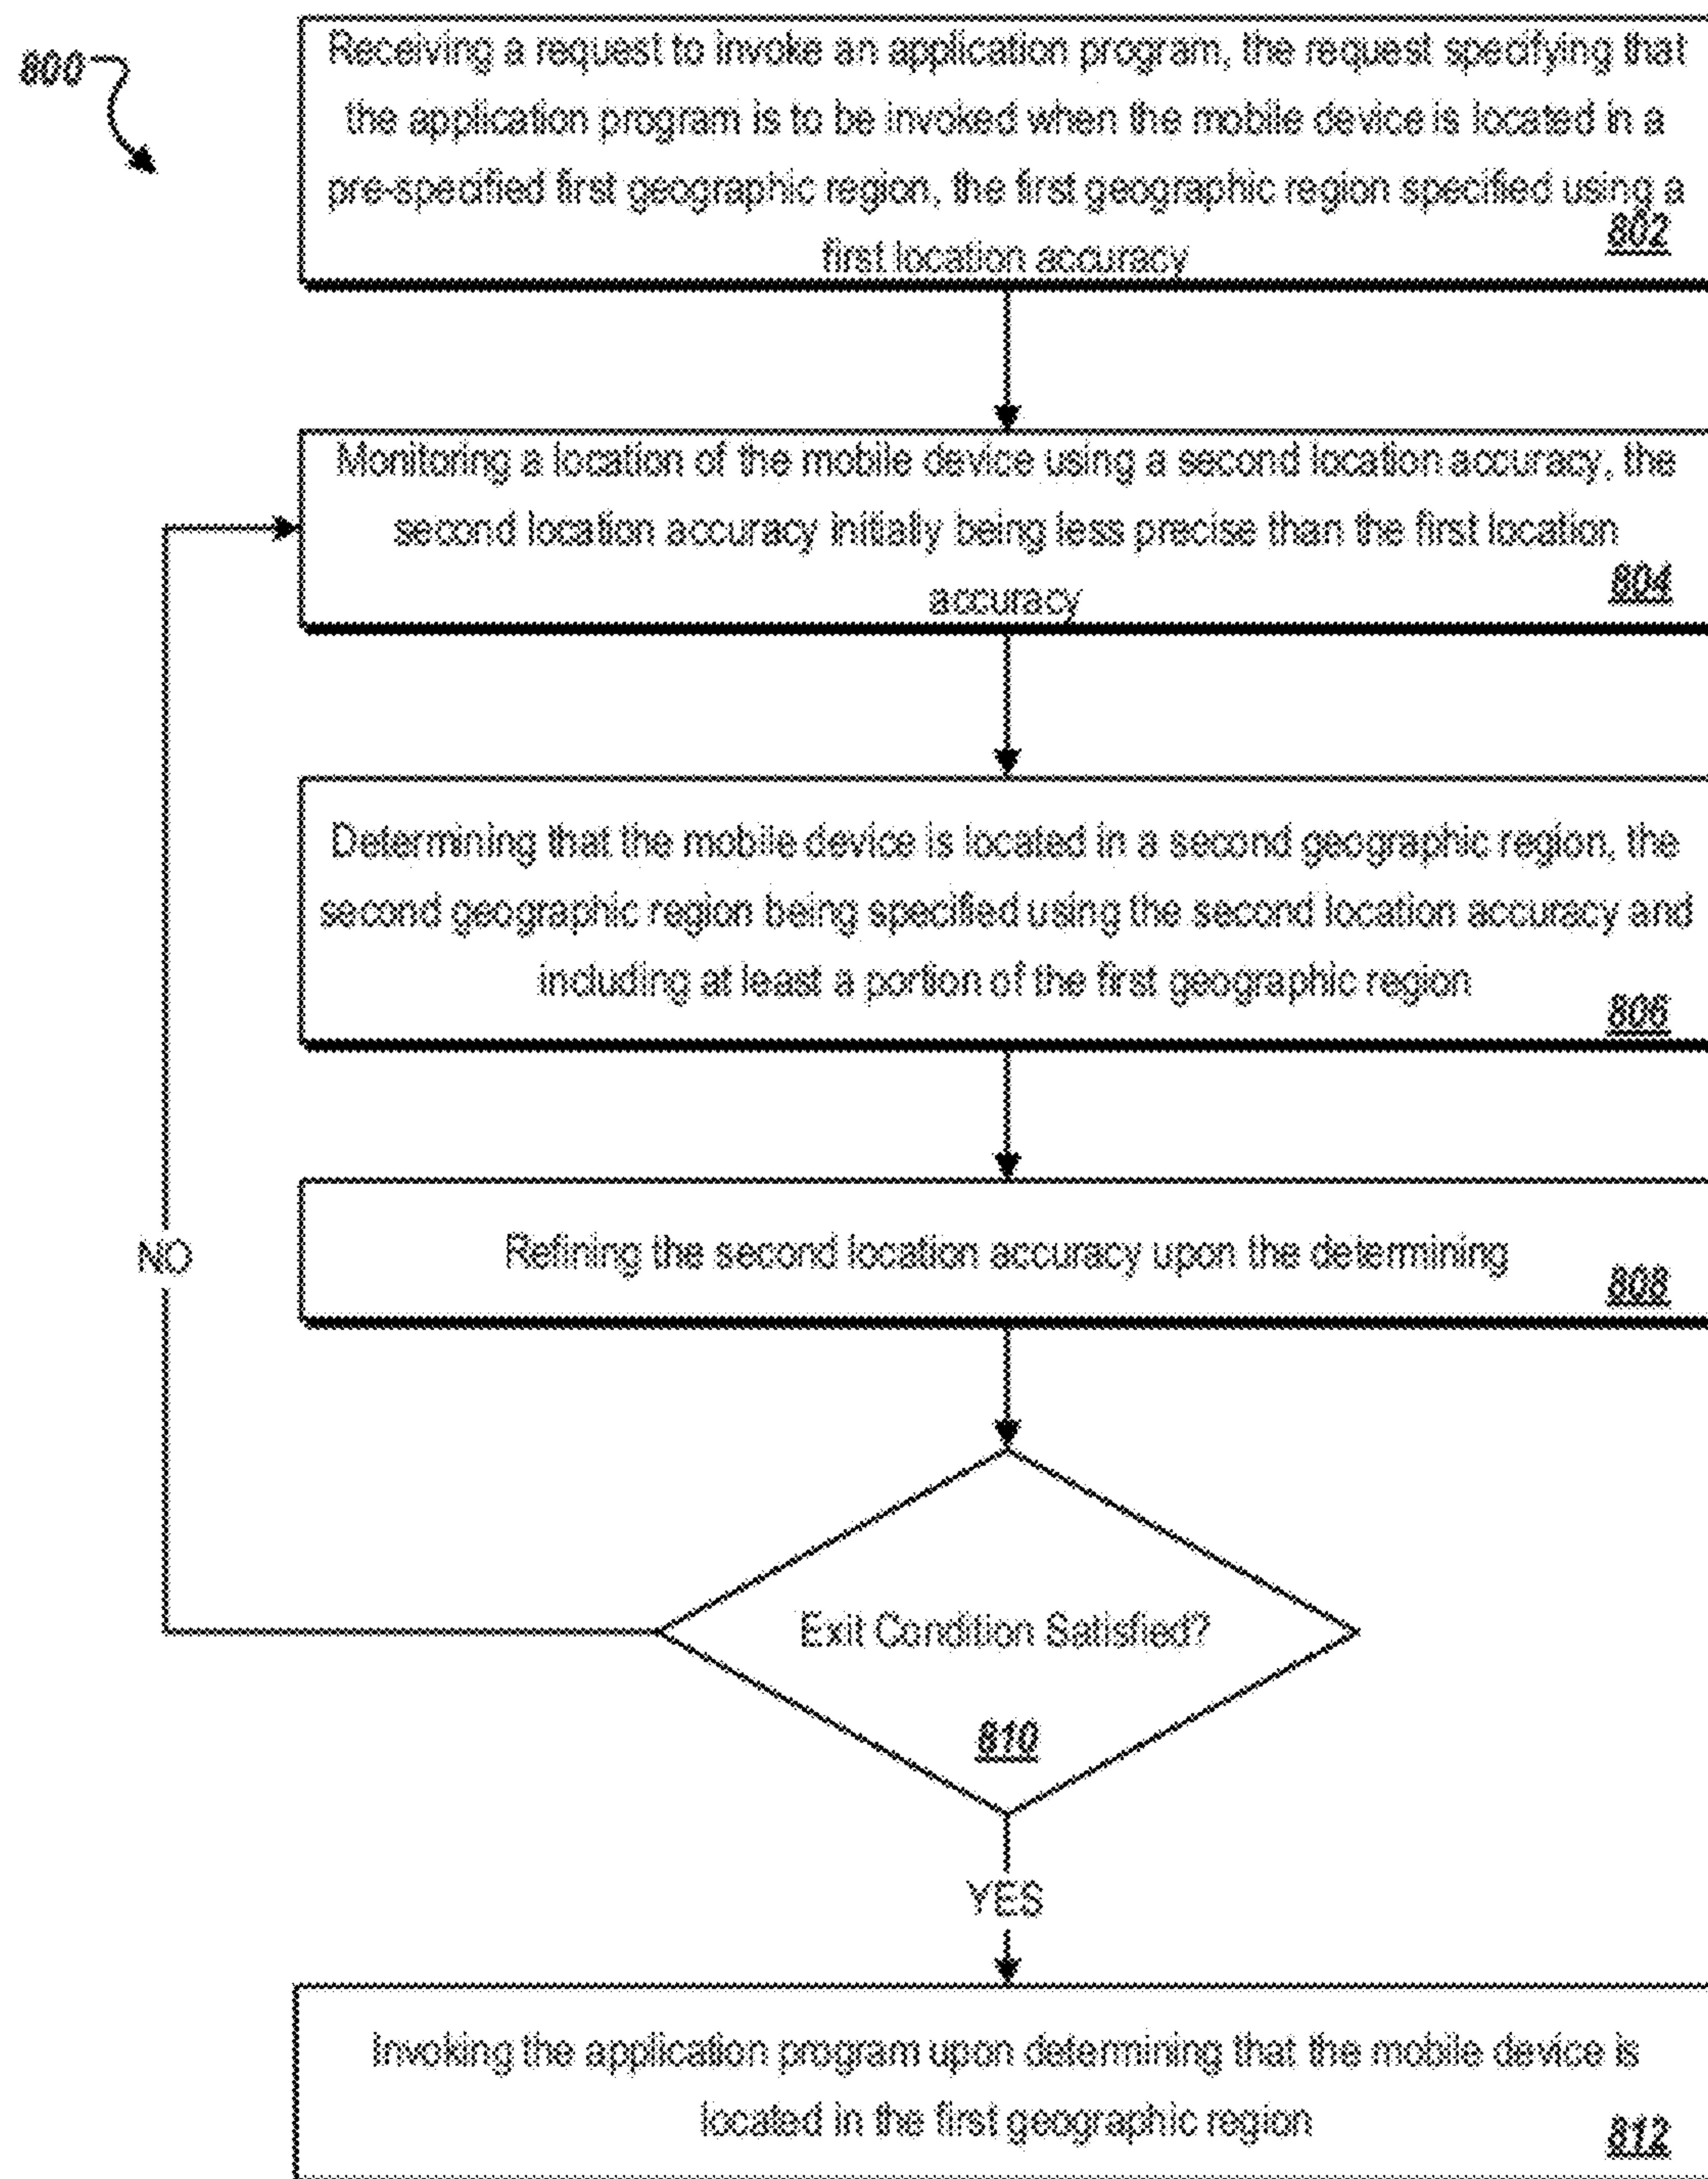 800
Receiving a request to invoke an application program, the request specifying that
the application program is to be invoked when the mobile device is located in a
pre-specified first geographic region, the first geographic region specified using a
first location accuracy
802
Monitoring a location of the mobile device using a second location accuracy, the
second location accuracy initially being less precise than the first location
accuracy
804
Determining that the mobile device is located in a second geographic region, the
second geographic region being specified using the second location accuracy and
including at least a portion of the first geographic region
806
Refining the second location accuracy upon the determining
808
NO
Exit Condition Satisfied?
810
YES
Invoking the application program upon determining that the mobile device is
located in the first geographic region
812